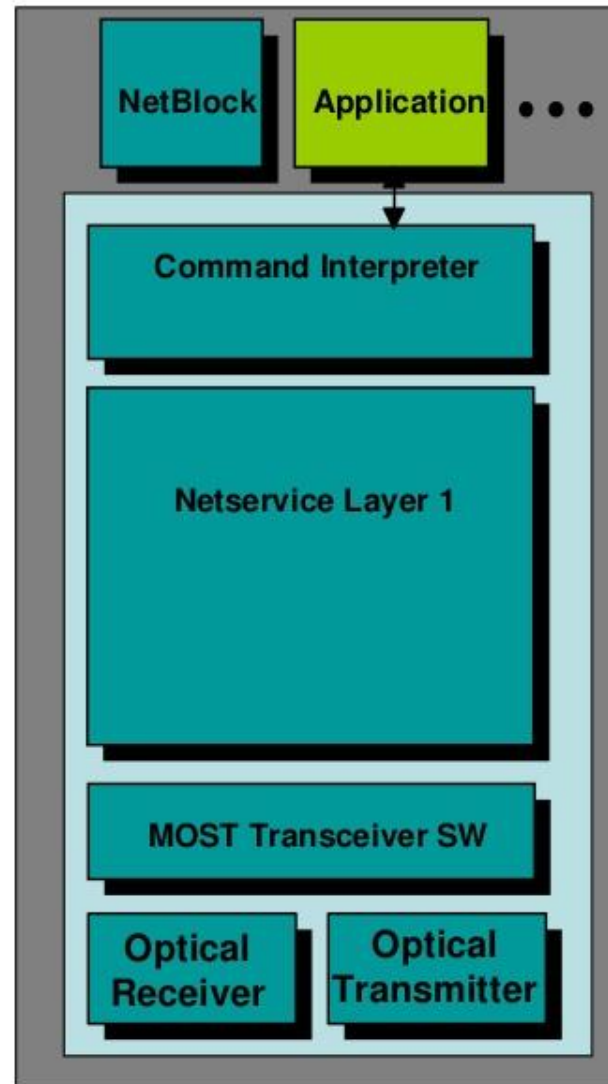 NetBlock
Application
...
Command Interpreter
Netservice Layer 1
MOST Transceiver SW
Optical
Receiver
Optical
Transmitter